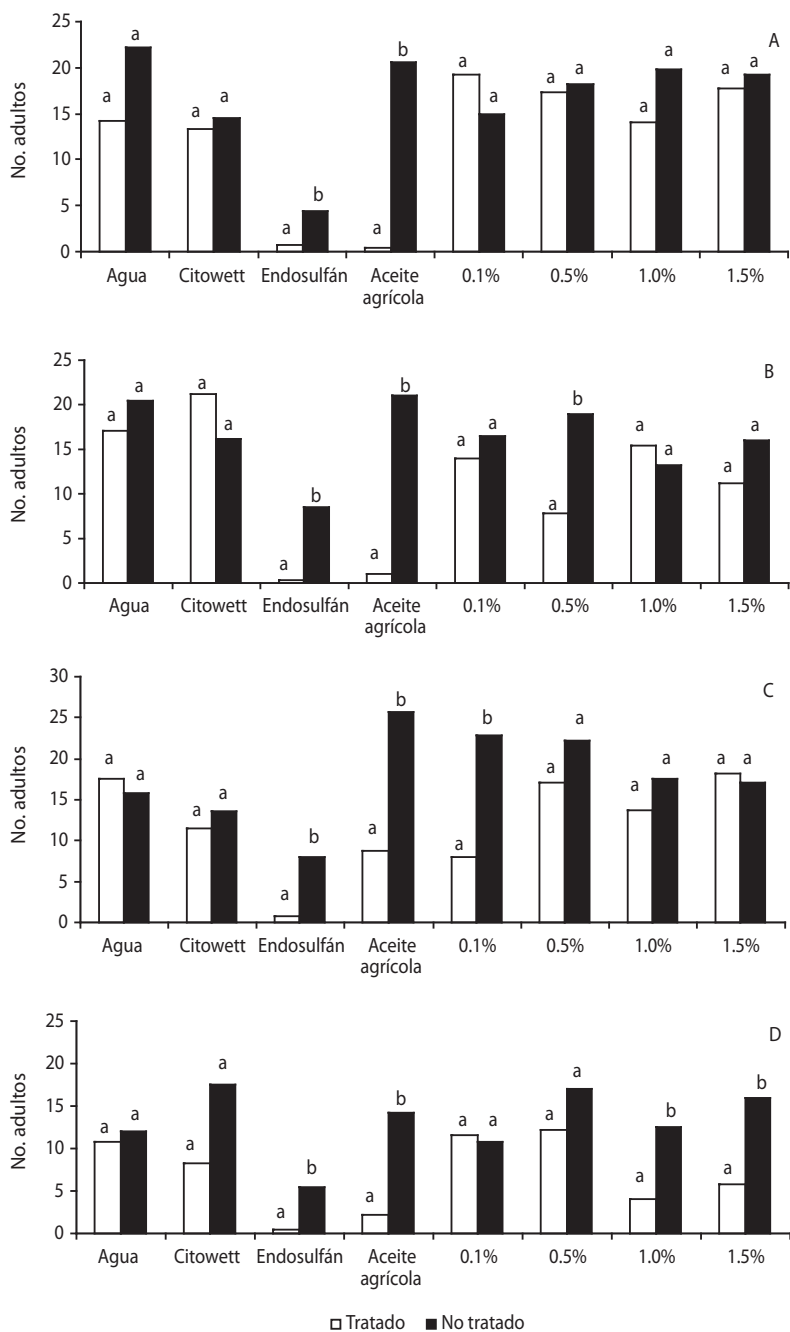 A
No. adultos
25
20
15
10
5
0
a a a a a b a b a a a a a a a a
Agua Citowett Endosulfán Aceite agrícola 0.1% 0.5% 1.0% 1.5%
B
No. adultos
25
20
15
10
5
0
a a a a a b a b a a a b a a a a
Agua Citowett Endosulfán Aceite agrícola 0.1% 0.5% 1.0% 1.5%
C
No. adultos
30
25
20
15
10
5
0
a a a a a b a b a b a a a a a a
Agua Citowett Endosulfán Aceite agrícola 0.1% 0.5% 1.0% 1.5%
D
No. adultos
25
20
15
10
5
0
a a a a a b a b a a a a a b a b
Agua Citowett Endosulfán Aceite agrícola 0.1% 0.5% 1.0% 1.5%
Tratado No tratado